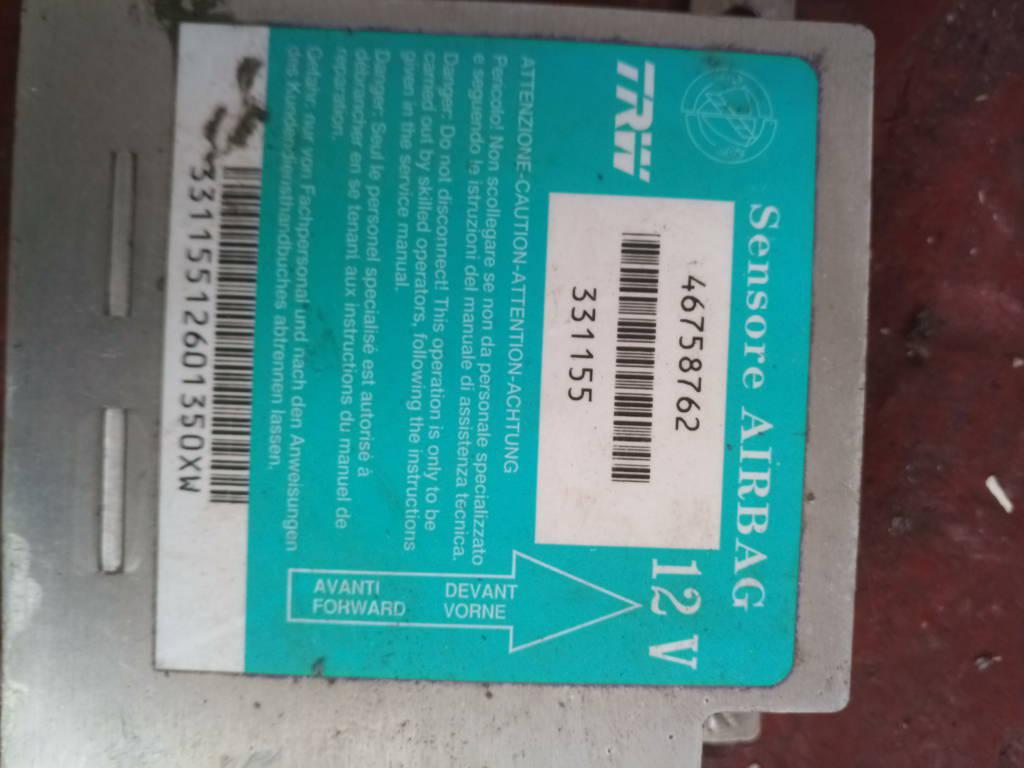 Sensore AIRBAG
TRW
12 V
46758762
331155
ATTENZIONE-CAUTION-ATTENTION-ACHTUNG
Pericolo! Non scollegare se non da personale specializzato
e seguendo le istruzioni del manuale di assistenza tecnica.
Danger: Do not disconnect! This operation is only to be
carried out by skilled operators, following the instructions
given in the service manual.
Danger: Seul le personel specialisé est autorisé à
débrancher en se tenant aux instructions du manuel de
reparation.
Gefahr: nur von Fachpersonal und nach den Anweisungen
des Kundendiensthandbuches abtrennen lassen.
AVANTI DEVANT
FORWARD VORNE
33115512601350XW